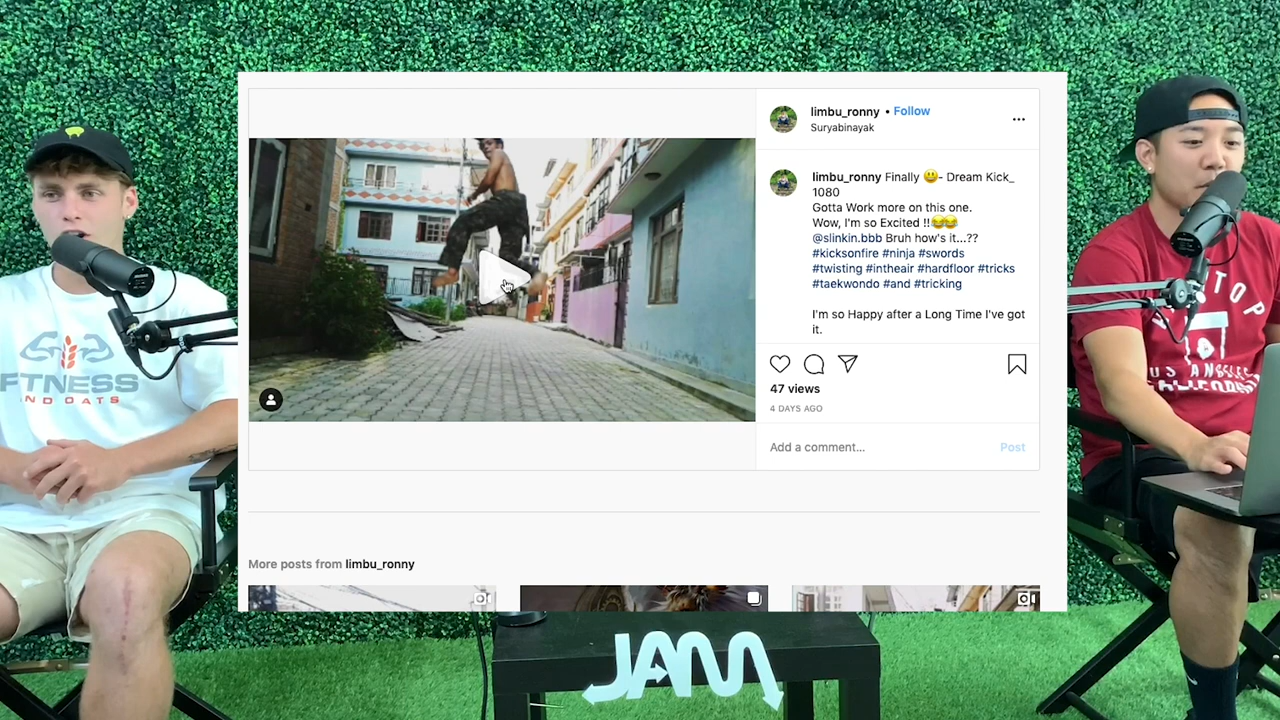 limbu_ronny • Follow
Suryabinayak
limbu_ronny Finally 😃- Dream Kick_
1080
Gotta Work more on this one.
Wow, I'm so Excited !!😂😂
@slinkin.bbb Bruh how's it...??
#kicksonfire #ninja #swords
#twisting #intheair #hardfloor #tricks
#taekwondo #and #tricking
I'm so Happy after a Long Time I've got
it.
47 views
4 DAYS AGO
Add a comment... Post
More posts from limbu_ronny
FTNESS
AND OATS
JAM